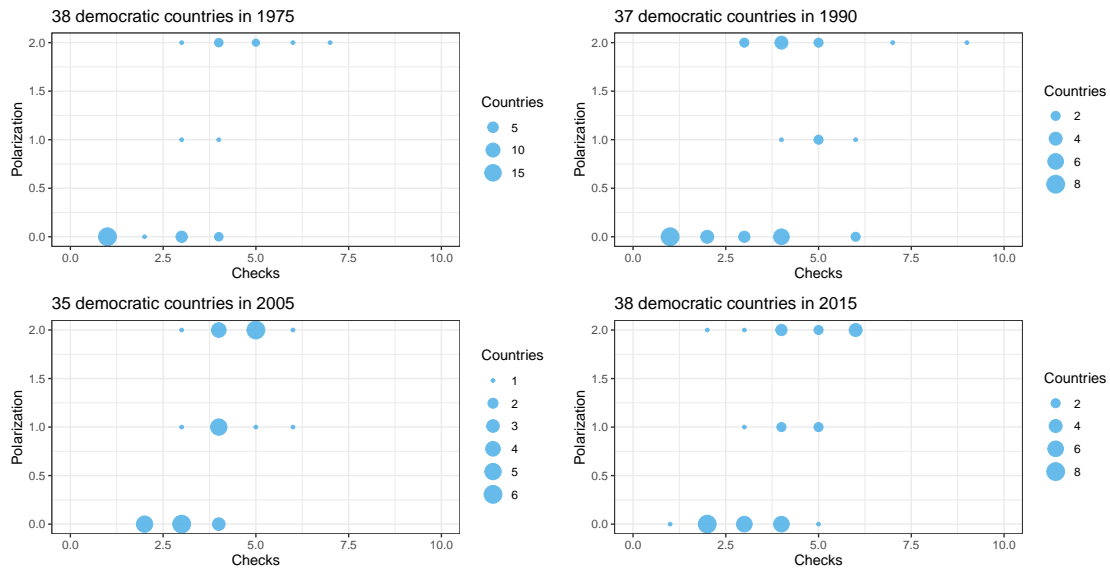 38 democratic countries in 1975
2.0
1.5
1.0
0.5
0.0
Polarization
0.0 2.5 5.0 7.5 10.0
Checks
Countries
5
10
15
37 democratic countries in 1990
2.0
1.5
1.0
0.5
0.0
Polarization
0.0 2.5 5.0 7.5 10.0
Checks
Countries
2
4
6
8
35 democratic countries in 2005
2.0
1.5
1.0
0.5
0.0
Polarization
0.0 2.5 5.0 7.5 10.0
Checks
Countries
1
2
3
4
5
6
38 democratic countries in 2015
2.0
1.5
1.0
0.5
0.0
Polarization
0.0 2.5 5.0 7.5 10.0
Checks
Countries
2
4
6
8